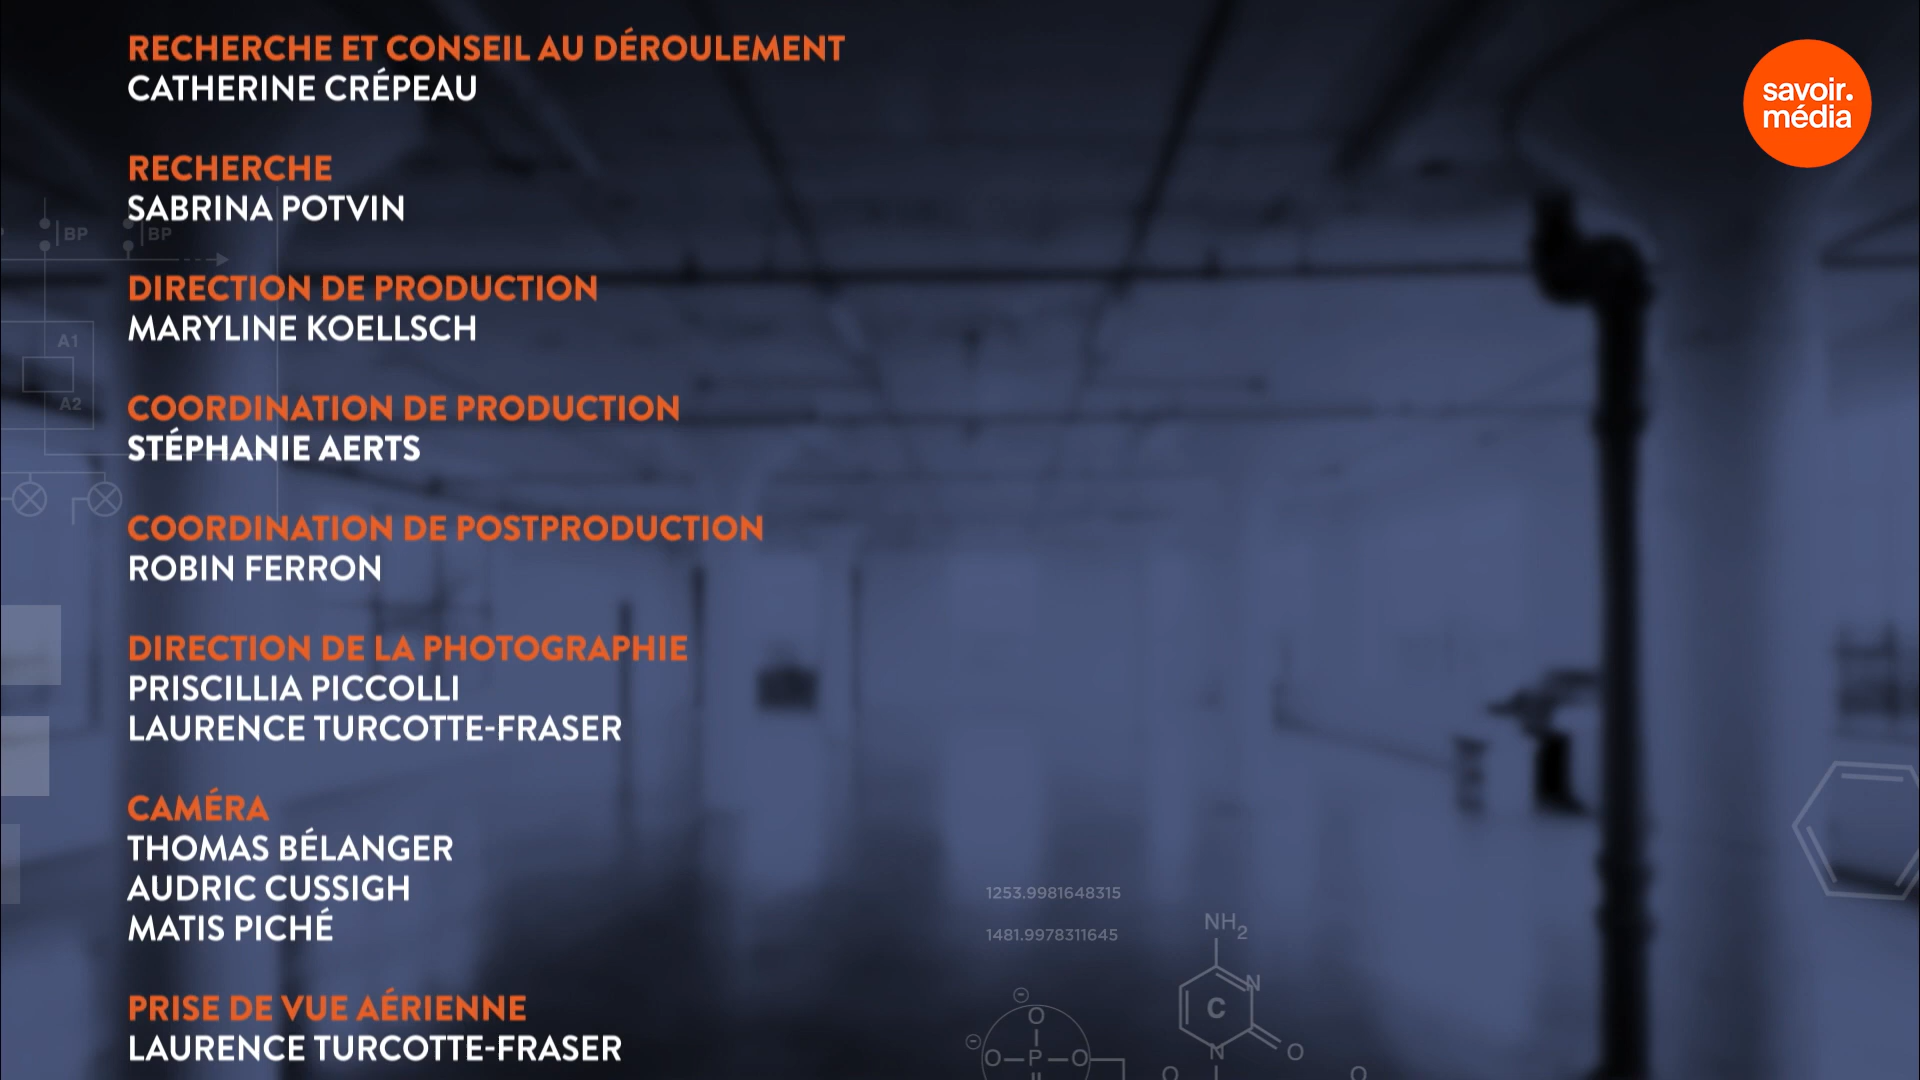 RECHERCHE ET CONSEIL AU DÉROULEMENT
CATHERINE CRÉPEAU
savoir.
média
RECHERCHE
SABRINA POTVIN
BP
BP
DIRECTION DE PRODUCTION
MARYLINE KOELLSCH
A1
A2
COORDINATION DE PRODUCTION
STÉPHANIE AERTS
COORDINATION DE POSTPRODUCTION
ROBIN FERRON
DIRECTION DE LA PHOTOGRAPHIE
PRISCILLIA PICCOLLI
LAURENCE TURCOTTE-FRASER
CAMÉRA
THOMAS BÉLANGER
AUDRIC CUSSIGH
MATIS PICHÉ
PRISE DE VUE AÉRIENNE
LAURENCE TURCOTTE-FRASER
1253.9981648315
1481.9978311645
NH2
N
C
N
O
O
O
P
O
O
O